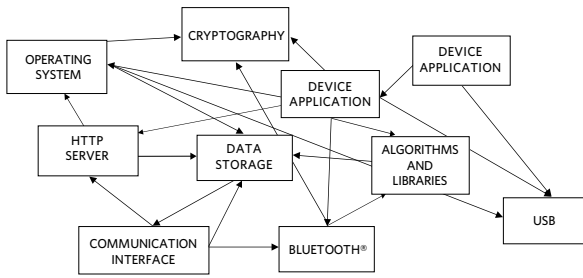 CRYPTOGRAPHY
OPERATING
SYSTEM
DEVICE
APPLICATION
DEVICE
APPLICATION
HTTP
SERVER
DATA
STORAGE
ALGORITHMS
AND
LIBRARIES
USB
COMMUNICATION
INTERFACE
BLUETOOTH®